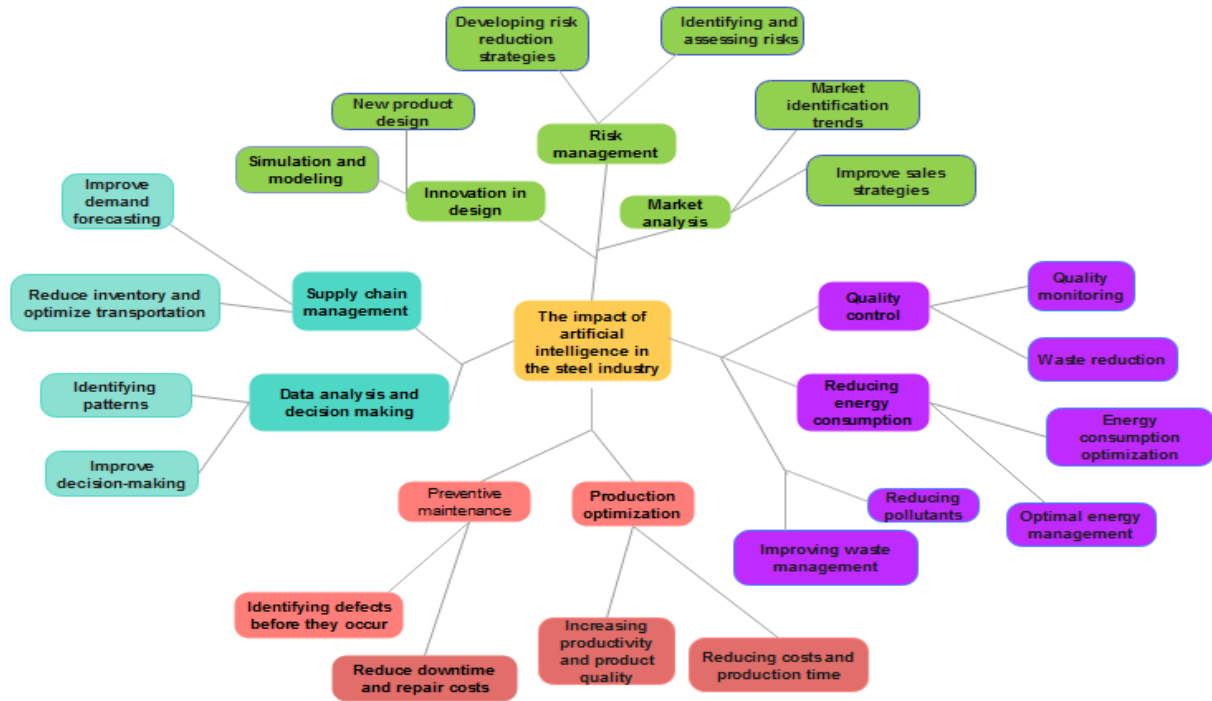 Developing risk
reduction
strategies
Identifying and
assessing risks
New product
design
Market
identification
trends
Risk
management
Simulation and
modeling
Improve sales
strategies
Innovation in
design
Market
analysis
Improve
demand
forecasting
Supply chain
management
Reduce inventory and
optimize transportation
The impact of
artificial
intelligence in
the steel industry
Quality
control
Quality
monitoring
Waste reduction
Identifying
patterns
Data analysis and
decision making
Reducing
energy
consumption
Energy
consumption
optimization
Improve
decision-making
Preventive
maintenance
Production
optimization
Reducing
pollutants
Optimal energy
management
Improving waste
management
Identifying defects
before they occur
Reduce downtime
and repair costs
Increasing
productivity
and product
quality
Reducing costs and
production time